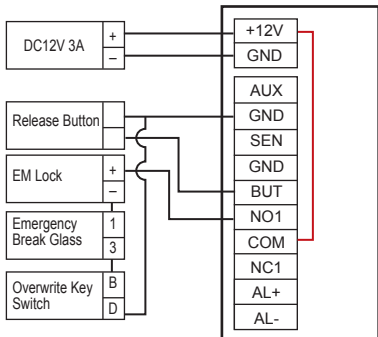 DC12V 3A
+
–
Release Button
EM Lock
+
–
Emergency
Break Glass
1
3
Overwrite Key
Switch
B
D
+12V
GND
AUX
GND
SEN
GND
BUT
NO1
COM
NC1
AL+
AL-